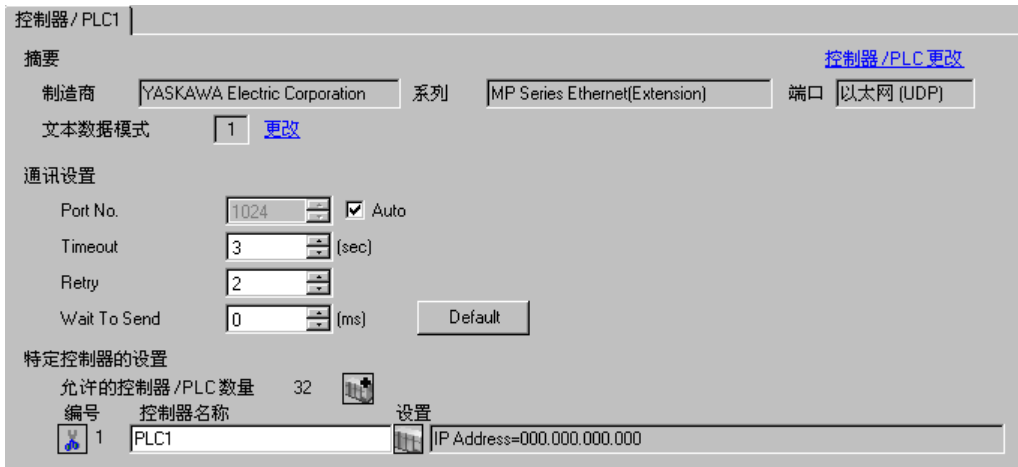 控制器/PLC1
摘要 控制器/PLC更改
制造商 YASKAWA Electric Corporation 系列 MP Series Ethernet(Extension) 端口 以太网 (UDP)
文本数据模式 1 更改
通讯设置
Port No. 1024 Auto
Timeout 3 (sec)
Retry 2
Wait To Send 0 (ms) Default
特定控制器的设置
允许的控制器/PLC数量 32
编号 控制器名称 设置
1 PLC1 IP Address=000.000.000.000